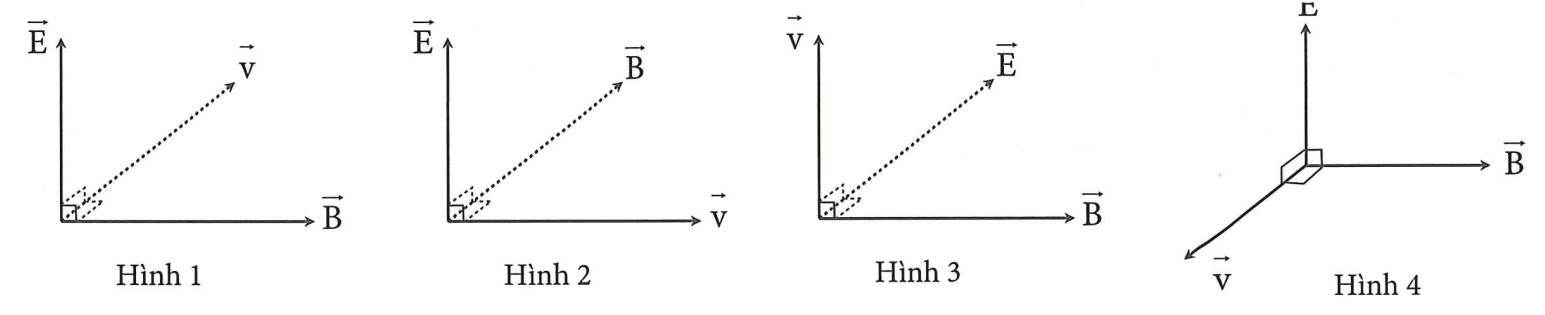 E⃗ v⃗ B⃗
Hình 1
E⃗ B⃗ v⃗
Hình 2
v⃗ E⃗ B⃗
Hình 3
E B⃗ v⃗
Hình 4